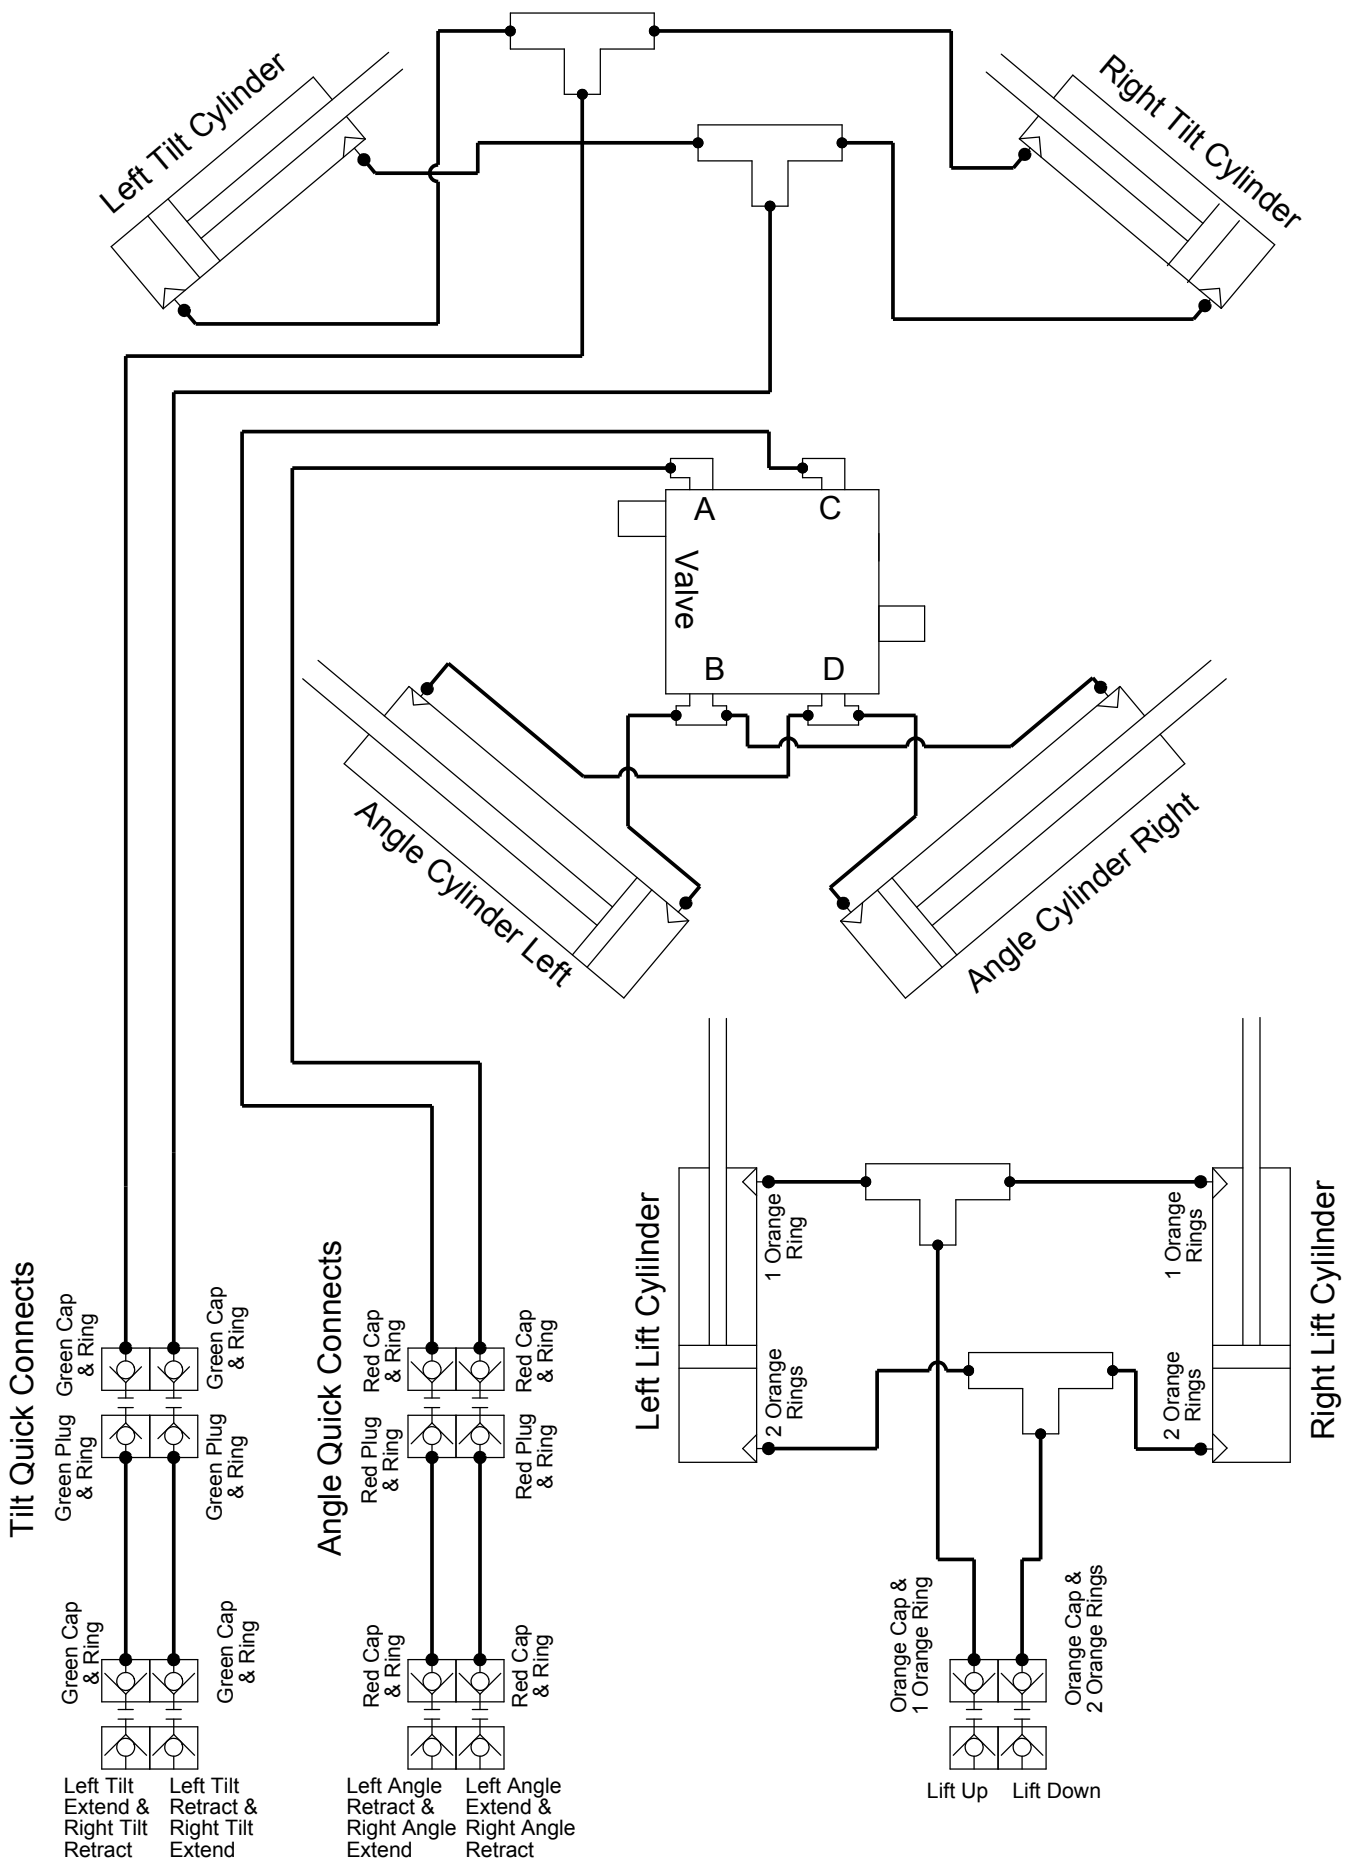 Left Tilt Cylinder
Right Tilt Cylinder
A
C
Valve
B
D
Angle Cylinder Left
Angle Cylinder Right
Left Lift Cylilnder
1 Orange
Ring
2 Orange
Rings
1 Orange
Rings
2 Orange
Rings
Right Lift Cylilnder
Tilt Quick Connects
Green Cap
& Ring
Green Cap
& Ring
Green Plug
& Ring
Green Plug
& Ring
Green Cap
& Ring
Green Cap
& Ring
Left Tilt
Extend &
Right Tilt
Retract
Left Tilt
Retract &
Right Tilt
Extend
Angle Quick Connects
Red Cap
& Ring
Red Cap
& Ring
Red Plug
& Ring
Red Plug
& Ring
Red Cap
& Ring
Red Cap
& Ring
Left Angle
Retract &
Right Angle
Extend
Left Angle
Extend &
Right Angle
Retract
Orange Cap &
1 Orange Ring
Orange Cap &
2 Orange Rings
Lift Up
Lift Down